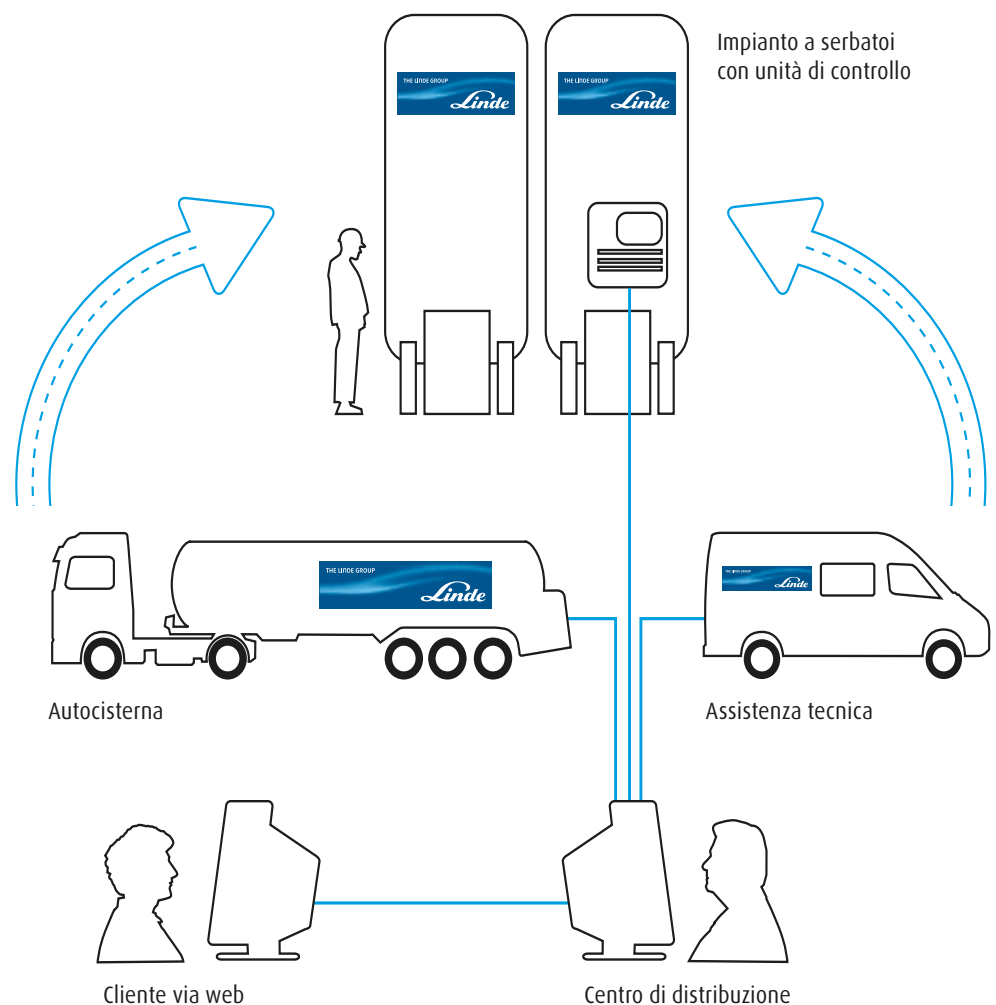 Impianto a serbatoi
con unità di controllo
THE LINDE GROUP
Linde
THE LINDE GROUP
Linde
THE LINDE GROUP
Linde
THE LINDE GROUP
Linde
Autocisterna
Assistenza tecnica
Cliente via web
Centro di distribuzione